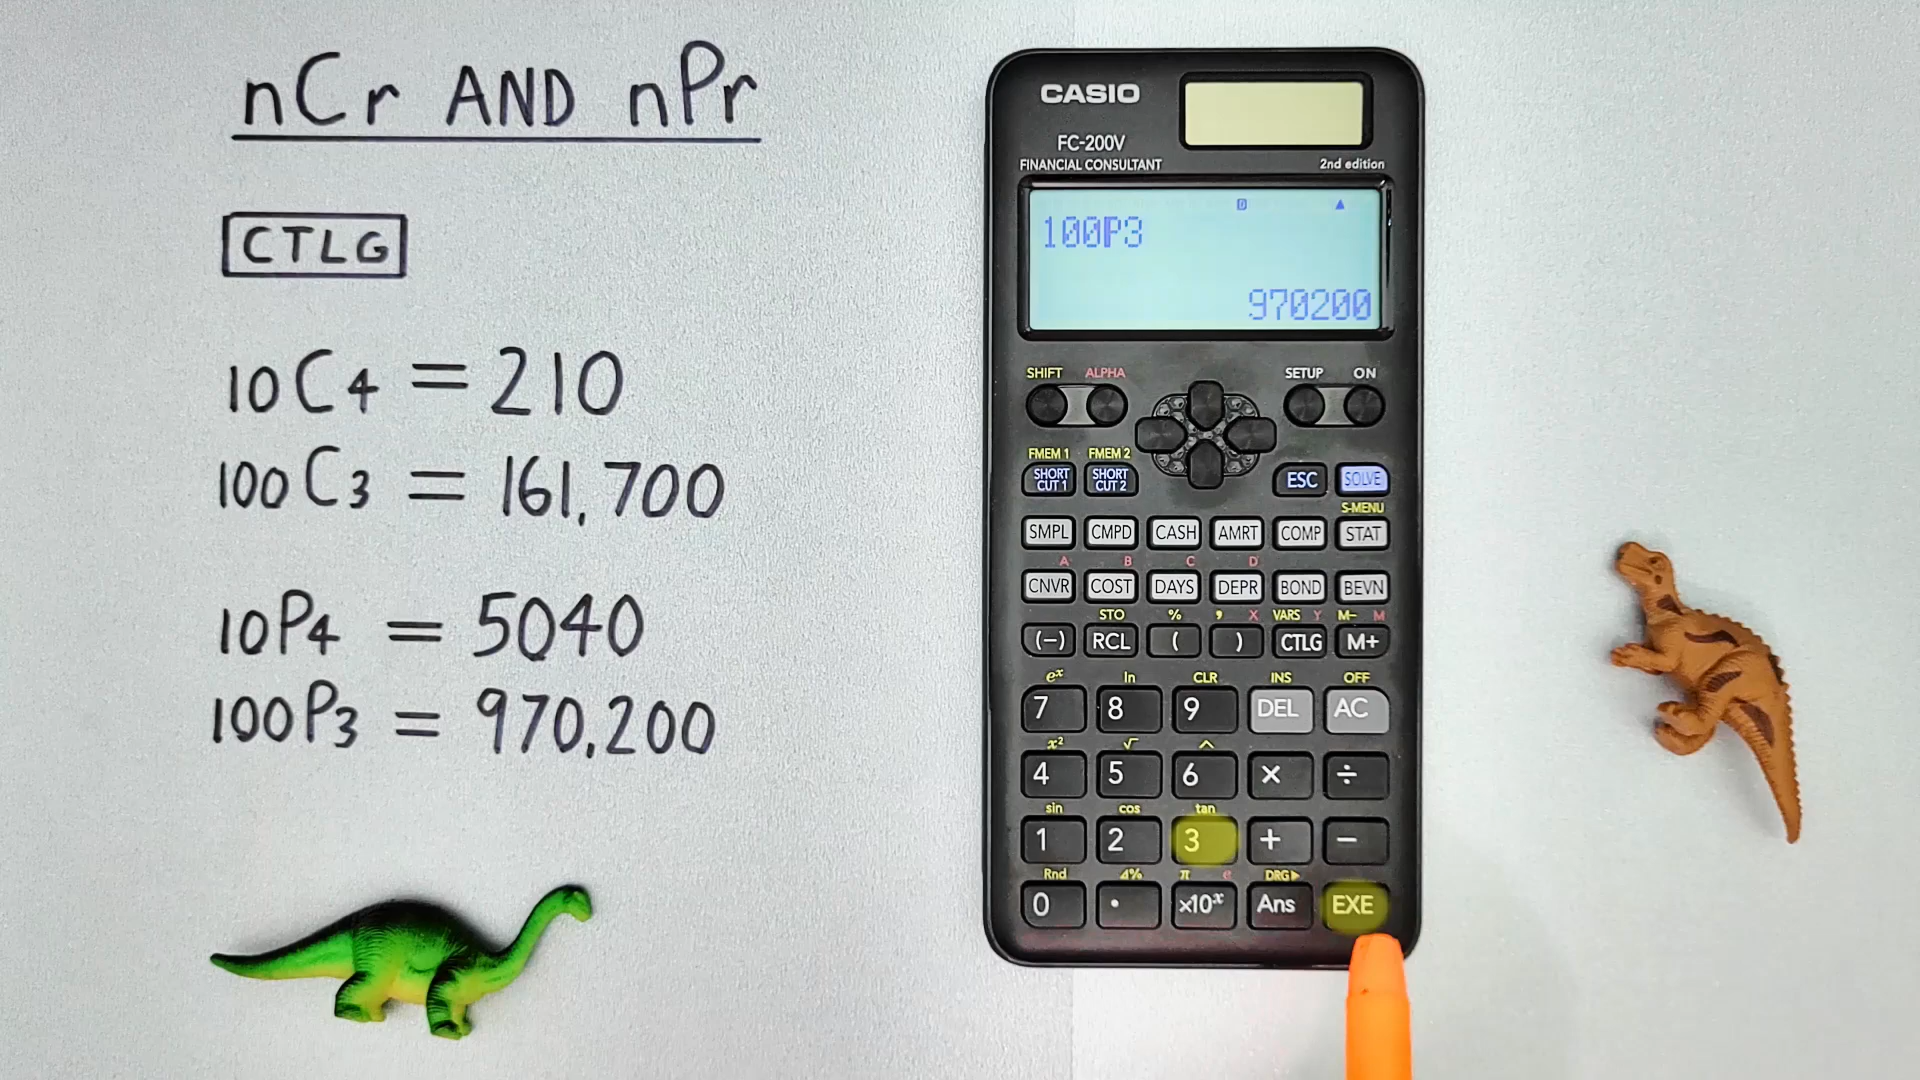 nCr AND nPr
CTLG
10C4 = 210
100C3 = 161,700
10P4 = 5040
100P3 = 970,200
CASIO
FC-200V
FINANCIAL CONSULTANT 2nd edition
D ▲
100P3
970200
SHIFT ALPHA SETUP ON
FMEM 1 FMEM 2
SHORT CUT 1 SHORT CUT 2 ESC SOLVE
S-MENU
SMPL CMPD CASH AMRT COMP STAT
A B C D
CNVR COST DAYS DEPR BOND BEVN
STO % , X VARS Y M− M
(−) RCL ( ) CTLG M+
eˣ ln CLR INS OFF
7 8 9 DEL AC
x² √ ^
4 5 6 × ÷
sin cos tan
1 2 3 + −
Rnd Δ% π e DRG▶
0 • ×10ˣ Ans EXE